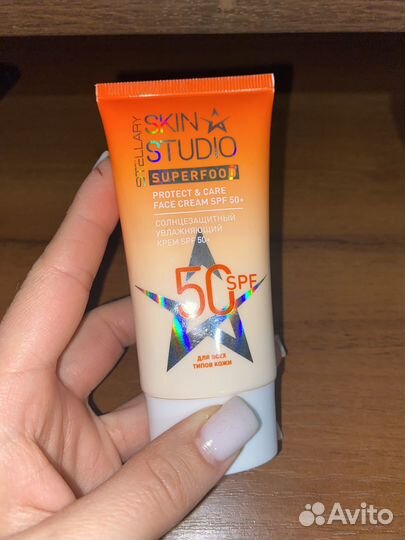 STELLARY
SKIN
STUDIO
SUPERFOOD
PROTECT & CARE
FACE CREAM SPF 50+
СОЛНЦЕЗАЩИТНЫЙ
УВЛАЖНЯЮЩИЙ
КРЕМ SPF 50+
50 SPF
ДЛЯ ВСЕХ
ТИПОВ КОЖИ
Avito